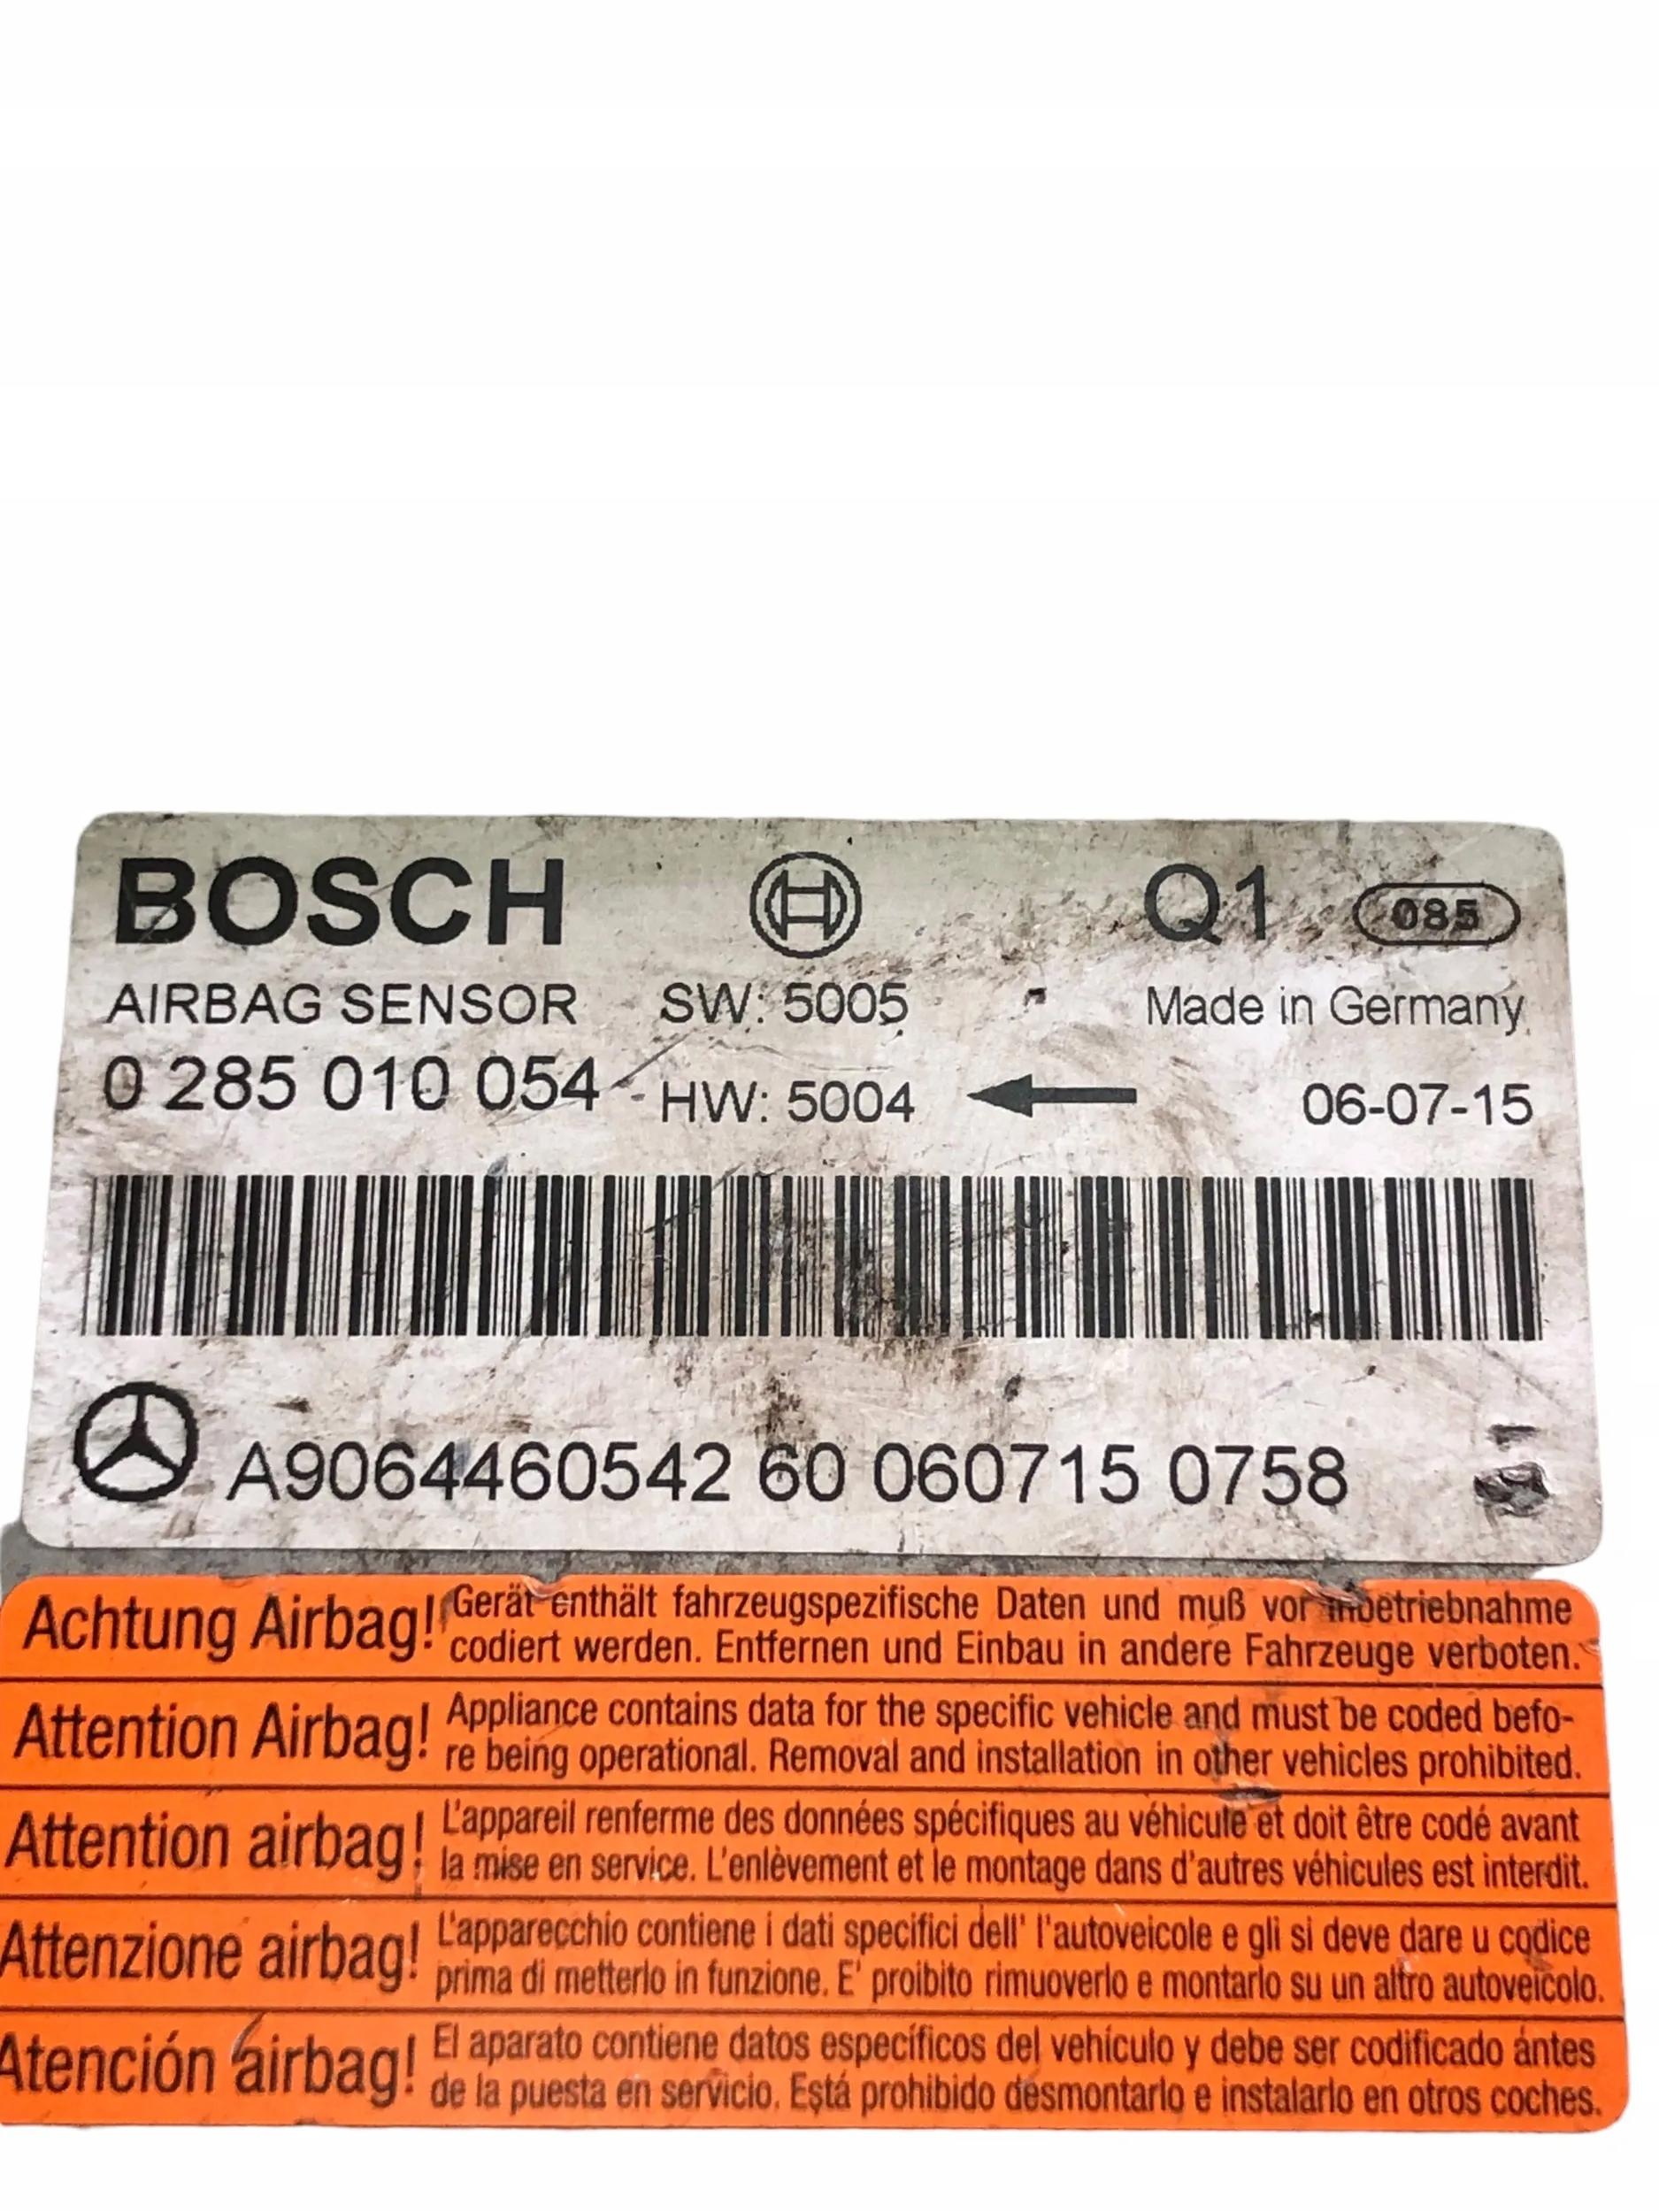 BOSCH Q1 085
AIRBAG SENSOR SW: 5005 Made in Germany
0 285 010 054 HW: 5004 06-07-15
A9064460542 60 060715 0758
Achtung Airbag! Gerät enthält fahrzeugspezifische Daten und muß vor Inbetriebnahme
codiert werden. Entfernen und Einbau in andere Fahrzeuge verboten.
Attention Airbag! Appliance contains data for the specific vehicle and must be coded befo-
re being operational. Removal and installation in other vehicles prohibited.
Attention airbag! L'appareil renferme des données spécifiques au véhicule et doit être codé avant
la mise en service. L'enlèvement et le montage dans d'autres véhicules est interdit.
Attenzione airbag! L'apparecchio contiene i dati specifici dell' l'autoveicole e gli si deve dare u codice
prima di metterlo in funzione. E' proibito rimuoverlo e montarlo su un altro autoveicolo.
Atención airbag! El aparato contiene datos específicos del vehículo y debe ser codificado ántes
de la puesta en servicio. Está prohibido desmontarlo e instalarlo en otros coches.